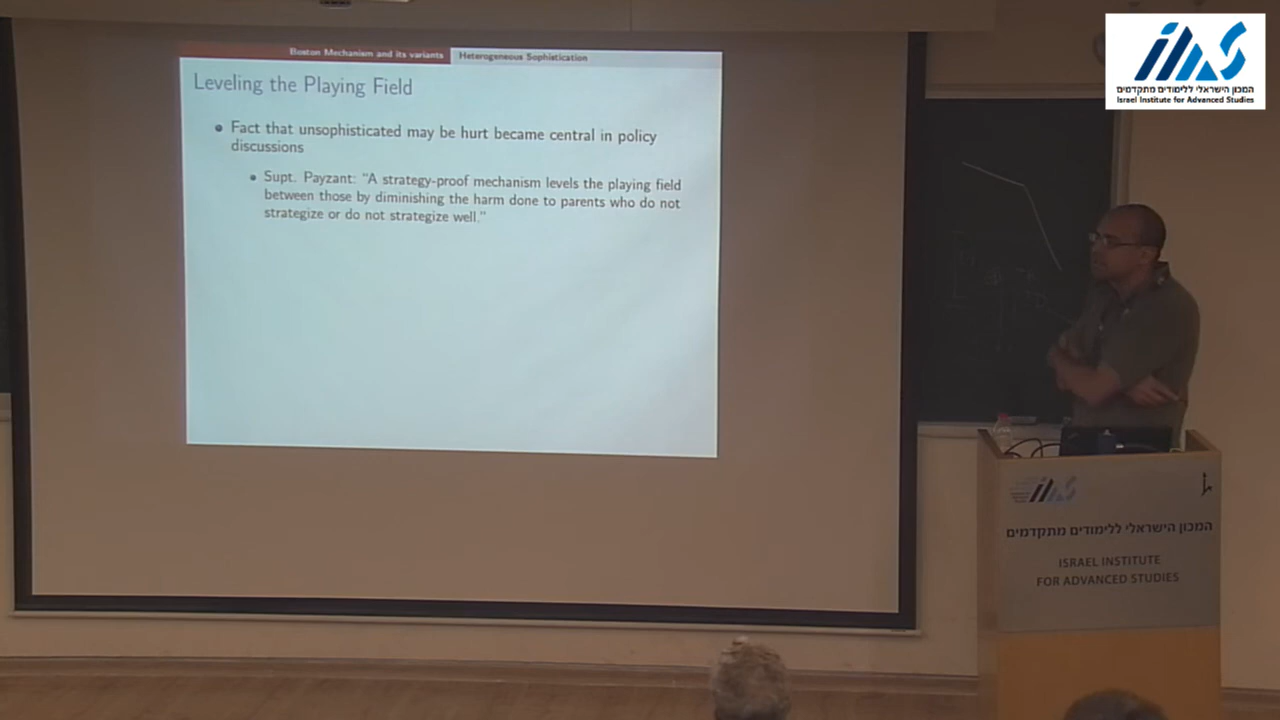 Boston Mechanism and its variants
Heterogeneous Sophistication
Leveling the Playing Field
Fact that unsophisticated may be hurt became central in policy
discussions
Supt. Payzant: "A strategy-proof mechanism levels the playing field
between those by diminishing the harm done to parents who do not
strategize or do not strategize well."
המכון הישראלי ללימודים מתקדמים
Israel Institute for Advanced Studies
המכון הישראלי ללימודים מתקדמים
ISRAEL INSTITUTE
FOR ADVANCED STUDIES